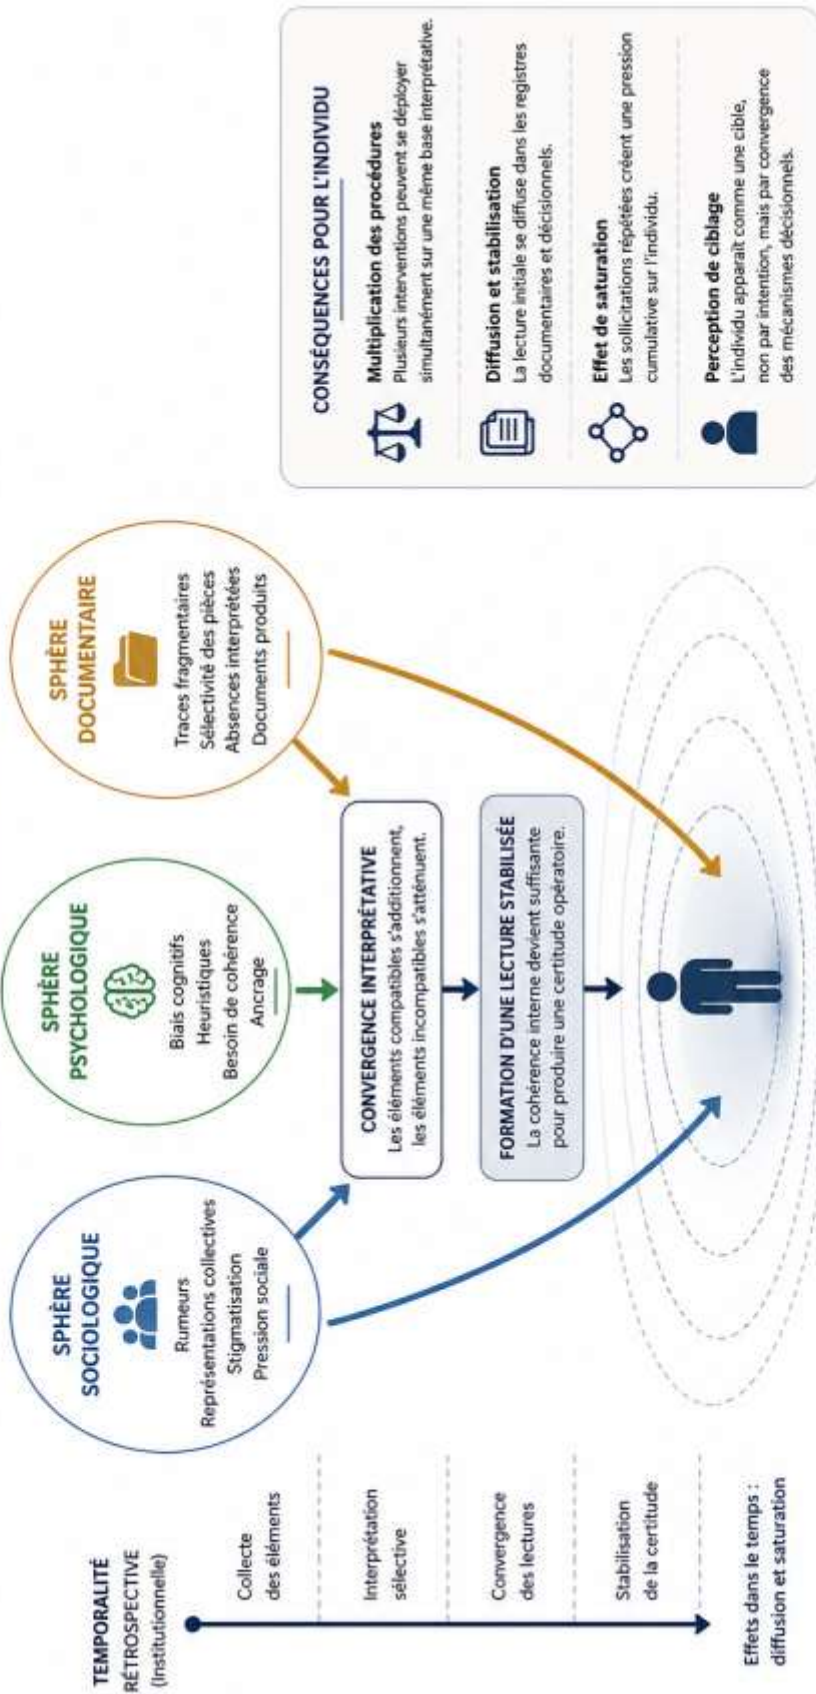 TEMPORALITÉ
RÉTROSPECTIVE
(Institutionnelle)
Collecte
des éléments
Interprétation
sélective
Convergence
des lectures
Stabilisation
de la certitude
Effets dans le temps :
diffusion et saturation
SPHÈRE
SOCIOLOGIQUE
Rumeurs
Représentations collectives
Stigmatisation
Pression sociale
SPHÈRE
PSYCHOLOGIQUE
Biais cognitifs
Heuristiques
Besoin de cohérence
Ancrage
SPHÈRE
DOCUMENTAIRE
Traces fragmentaires
Sélectivité des pièces
Absences interprétées
Documents produits
CONVERGENCE INTERPRÉTATIVE
Les éléments compatibles s'additionnent,
les éléments incompatibles s'atténuent.
FORMATION D'UNE LECTURE STABILISÉE
La cohérence interne devient suffisante
pour produire une certitude opératoire.
CONSÉQUENCES POUR L'INDIVIDU
Multiplication des procédures
Plusieurs interventions peuvent se déployer
simultanément sur une même base interprétative.
Diffusion et stabilisation
La lecture initiale se diffuse dans les registres
documentaires et décisionnels.
Effet de saturation
Les sollicitations répétées créent une pression
cumulative sur l'individu.
Perception de ciblage
L'individu apparaît comme une cible,
non par intention, mais par convergence
des mécanismes décisionnels.